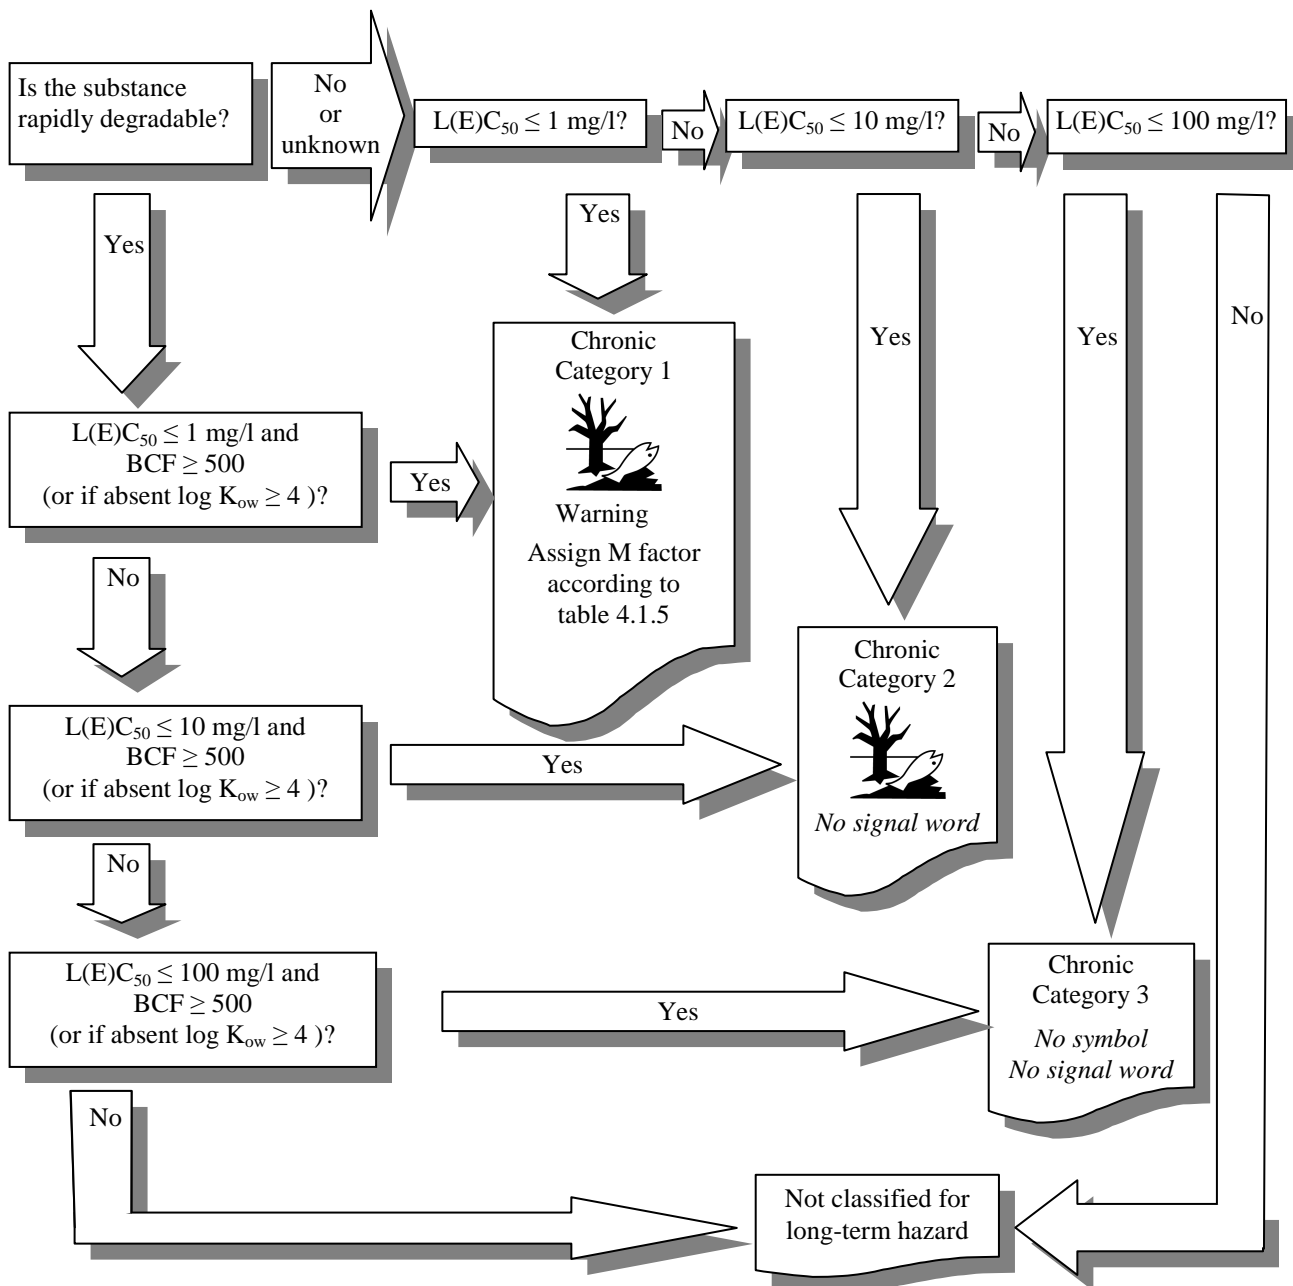 Is the substance
rapidly degradable?
No
or
unknown
L(E)C₅₀ ≤ 1 mg/l?
No
L(E)C₅₀ ≤ 10 mg/l?
No
L(E)C₅₀ ≤ 100 mg/l?
Yes
Yes
Yes
Yes
No
Chronic
Category 1
Warning
Assign M factor
according to
table 4.1.5
L(E)C₅₀ ≤ 1 mg/l and
BCF ≥ 500
(or if absent log Kₒw ≥ 4 )?
Yes
No
Chronic
Category 2
No signal word
L(E)C₅₀ ≤ 10 mg/l and
BCF ≥ 500
(or if absent log Kₒw ≥ 4 )?
Yes
No
L(E)C₅₀ ≤ 100 mg/l and
BCF ≥ 500
(or if absent log Kₒw ≥ 4 )?
Yes
Chronic
Category 3
No symbol
No signal word
No
Not classified for
long-term hazard